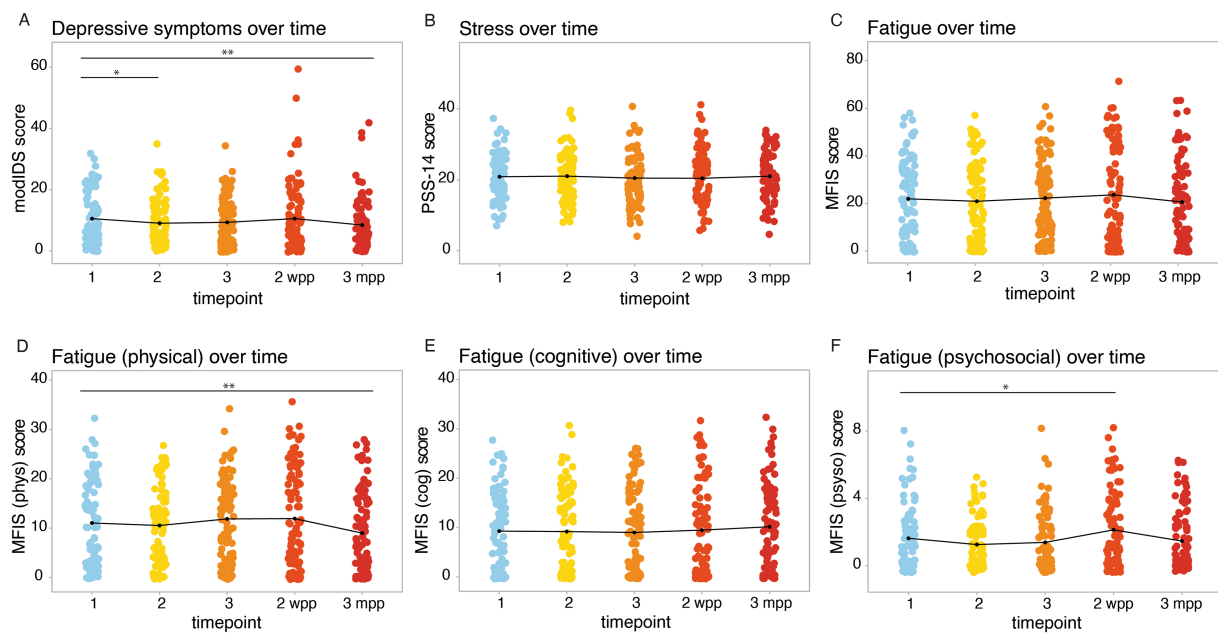 A
Depressive symptoms over time
**
*
60
40
20
0
modIDS score
1 2 3 2 wpp 3 mpp
timepoint
B
Stress over time
40
20
0
PSS-14 score
1 2 3 2 wpp 3 mpp
timepoint
C
Fatigue over time
80
60
40
20
0
MFIS score
1 2 3 2 wpp 3 mpp
timepoint
D
Fatigue (physical) over time
**
40
30
20
10
0
MFIS (phys) score
1 2 3 2 wpp 3 mpp
timepoint
E
Fatigue (cognitive) over time
40
30
20
10
0
MFIS (cog) score
1 2 3 2 wpp 3 mpp
timepoint
F
Fatigue (psychosocial) over time
*
8
4
0
MFIS (psyso) score
1 2 3 2 wpp 3 mpp
timepoint